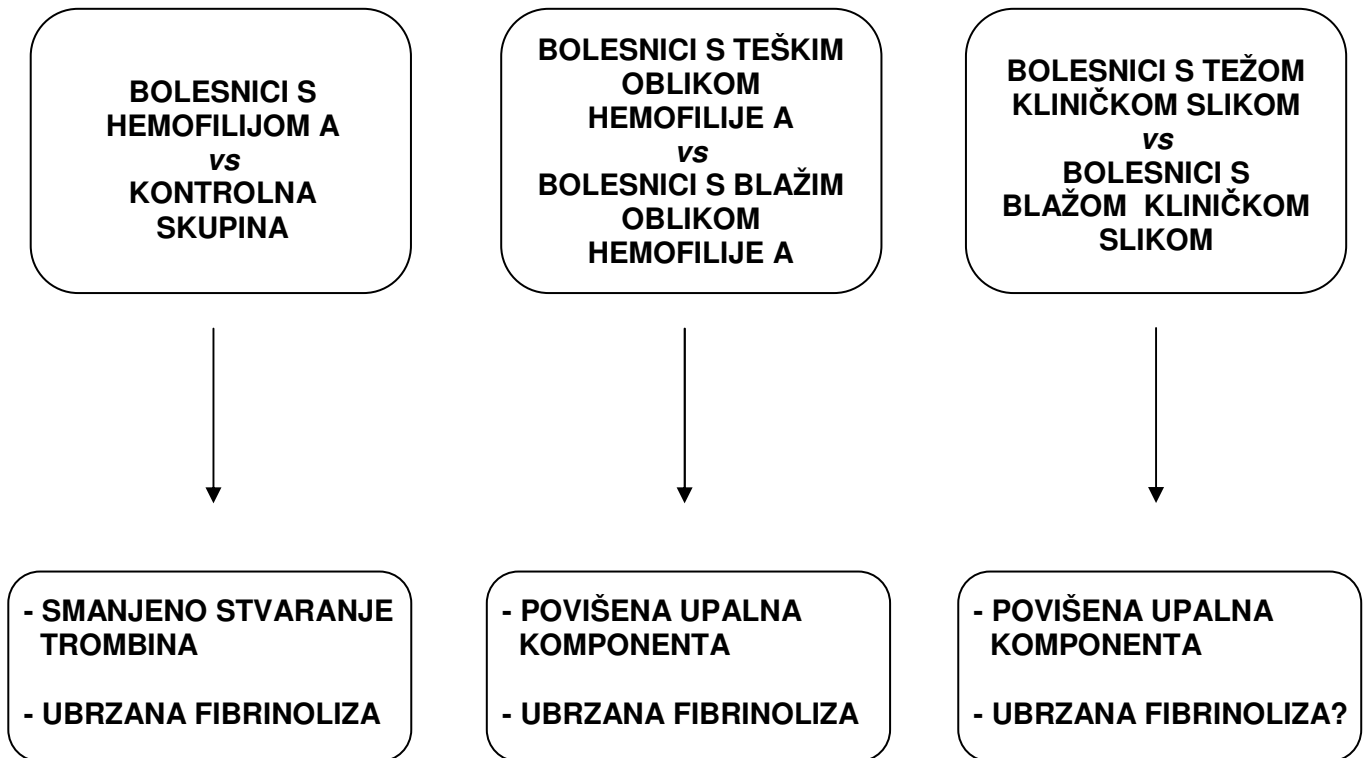 BOLESNICI S
HEMOFILIJOM A
vs
KONTROLNA
SKUPINA
BOLESNICI S TEŠKIM
OBLIKOM
HEMOFILIJE A
vs
BOLESNICI S BLAŽIM
OBLIKOM
HEMOFILIJE A
BOLESNICI S TEŽOM
KLINIČKOM SLIKOM
vs
BOLESNICI S
BLAŽOM KLINIČKOM
SLIKOM
- SMANJENO STVARANJE
TROMBINA
- UBRZANA FIBRINOLIZA
- POVIŠENA UPALNA
KOMPONENTA
- UBRZANA FIBRINOLIZA
- POVIŠENA UPALNA
KOMPONENTA
- UBRZANA FIBRINOLIZA?